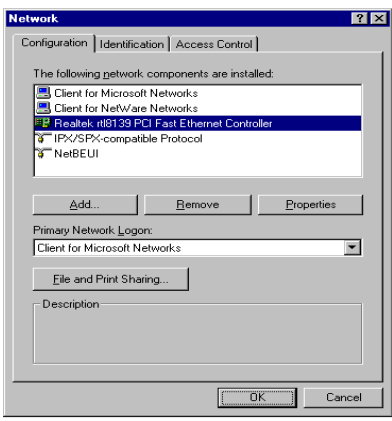 Network
Configuration Identification Access Control
The following network components are installed:
Client for Microsoft Networks
Client for NetWare Networks
Realtek rtl8139 PCI Fast Ethernet Controller
IPX/SPX-compatible Protocol
NetBEUI
Add... Remove Properties
Primary Network Logon:
Client for Microsoft Networks
File and Print Sharing...
Description
OK Cancel